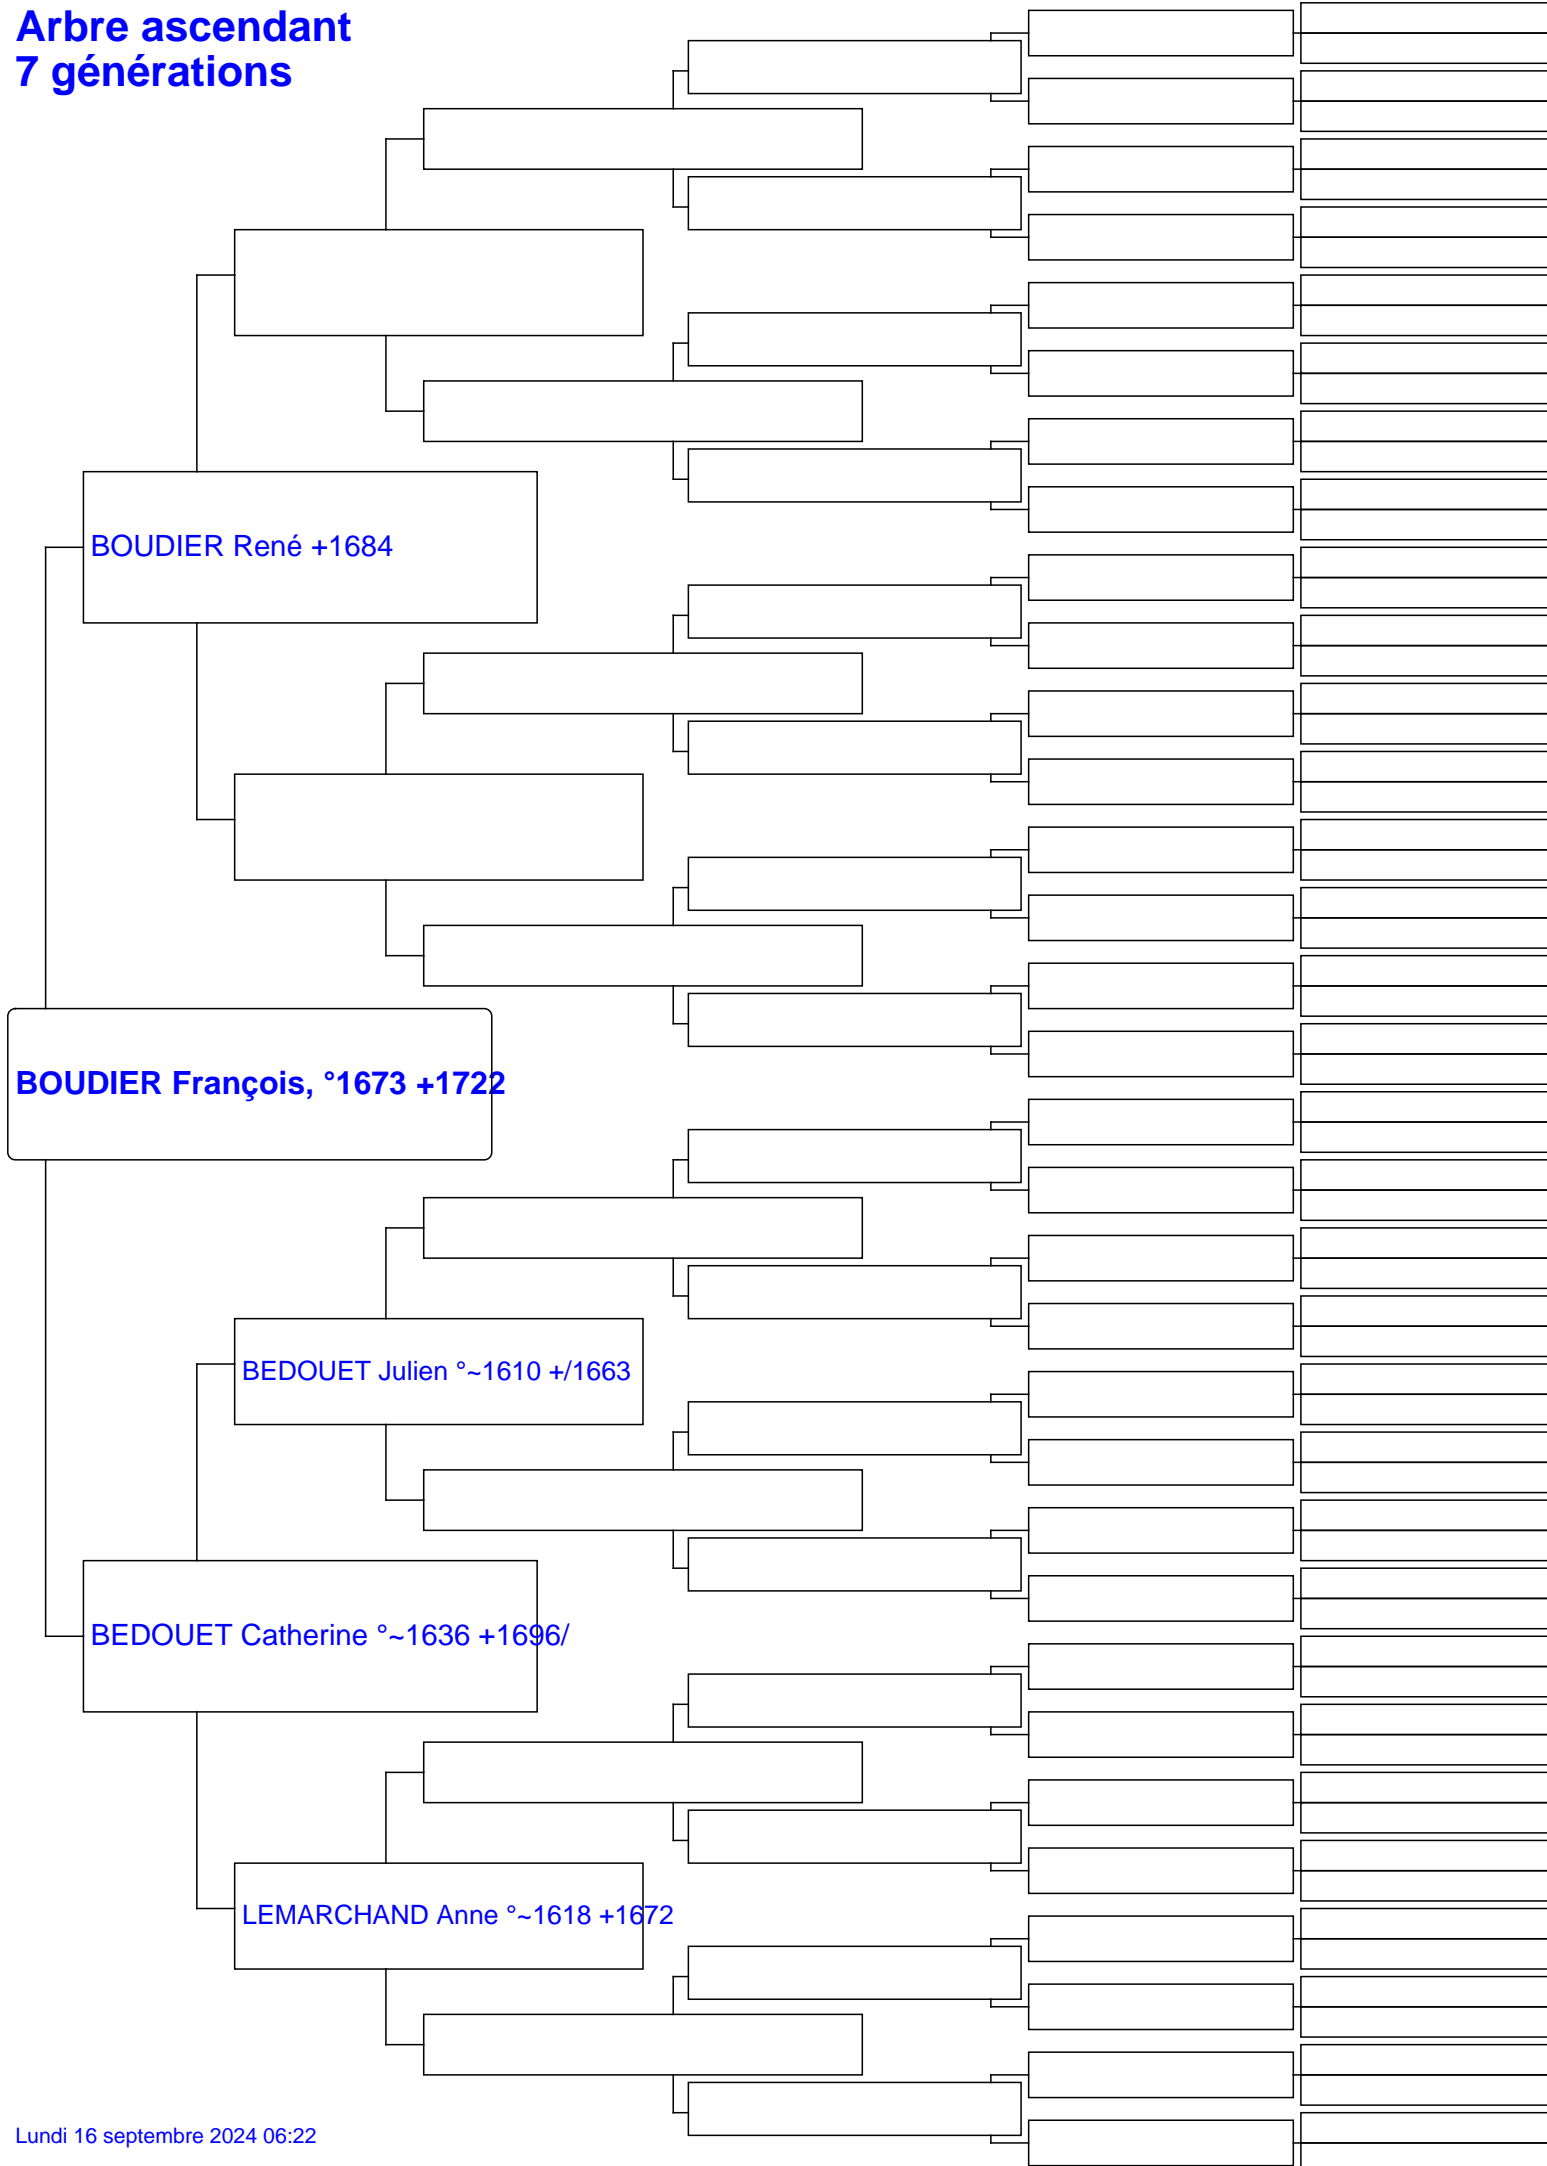 Arbre ascendant
7 générations
BOUDIER René +1684
BOUDIER François, °1673 +1722
BEDOUET Julien °~1610 +/1663
BEDOUET Catherine °~1636 +1696/
LEMARCHAND Anne °~1618 +1672
Lundi 16 septembre 2024 06:22